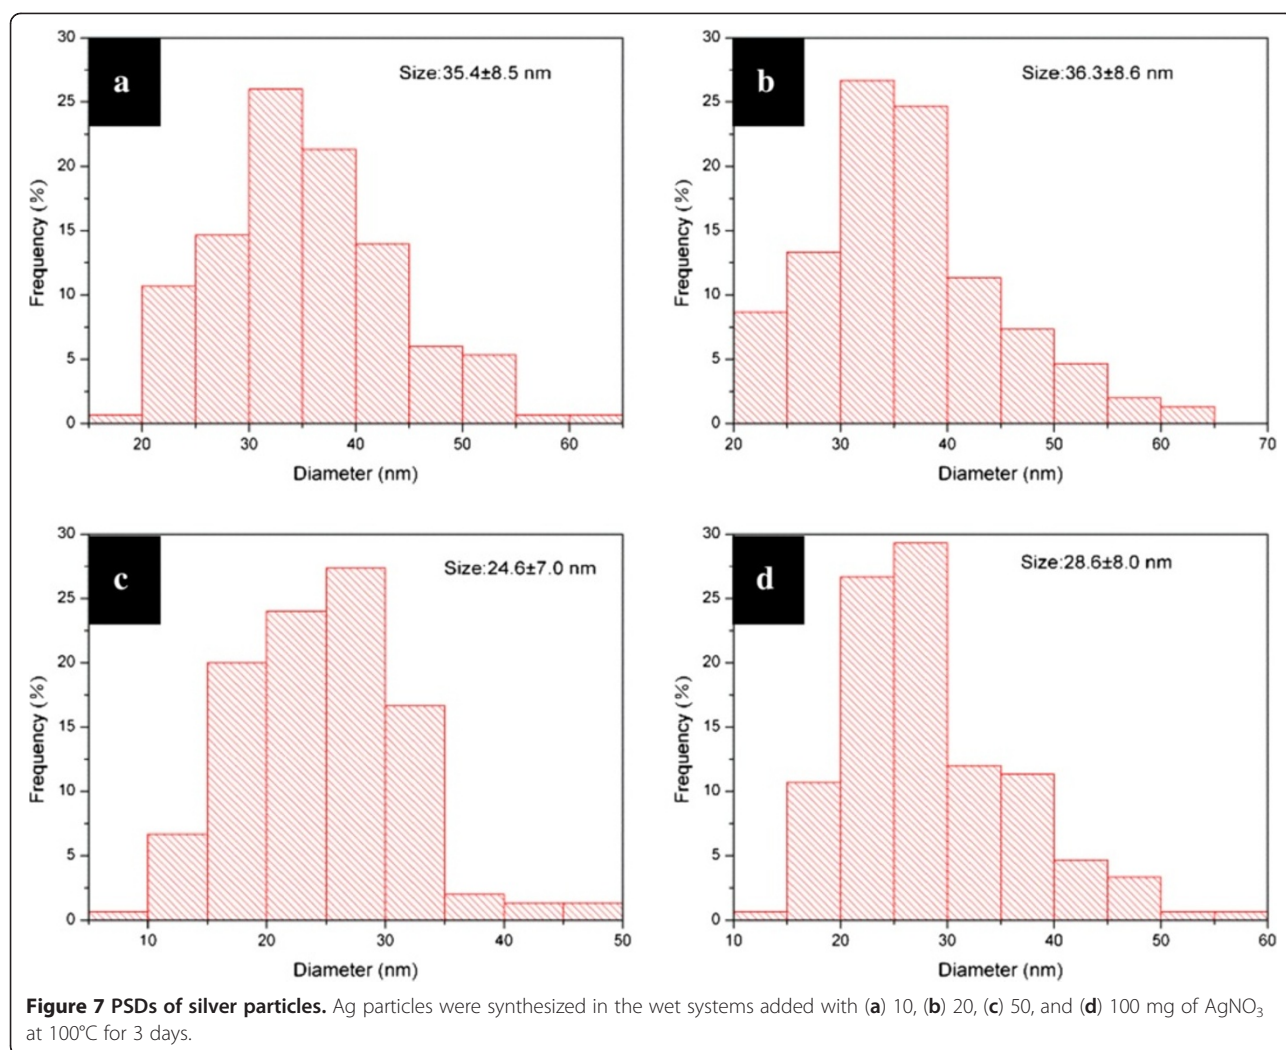 a
Size:35.4±8.5 nm
30
25
20
15
10
5
0
Frequency (%)
20 30 40 50 60
Diameter (nm)
b
Size:36.3±8.6 nm
30
25
20
15
10
5
0
Frequency (%)
20 30 40 50 60 70
Diameter (nm)
c
Size:24.6±7.0 nm
30
25
20
15
10
5
0
Frequency (%)
10 20 30 40 50
Diameter (nm)
d
Size:28.6±8.0 nm
30
25
20
15
10
5
0
Frequency (%)
10 20 30 40 50 60
Diameter (nm)
Figure 7 PSDs of silver particles. Ag particles were synthesized in the wet systems added with (a) 10, (b) 20, (c) 50, and (d) 100 mg of AgNO₃
at 100°C for 3 days.